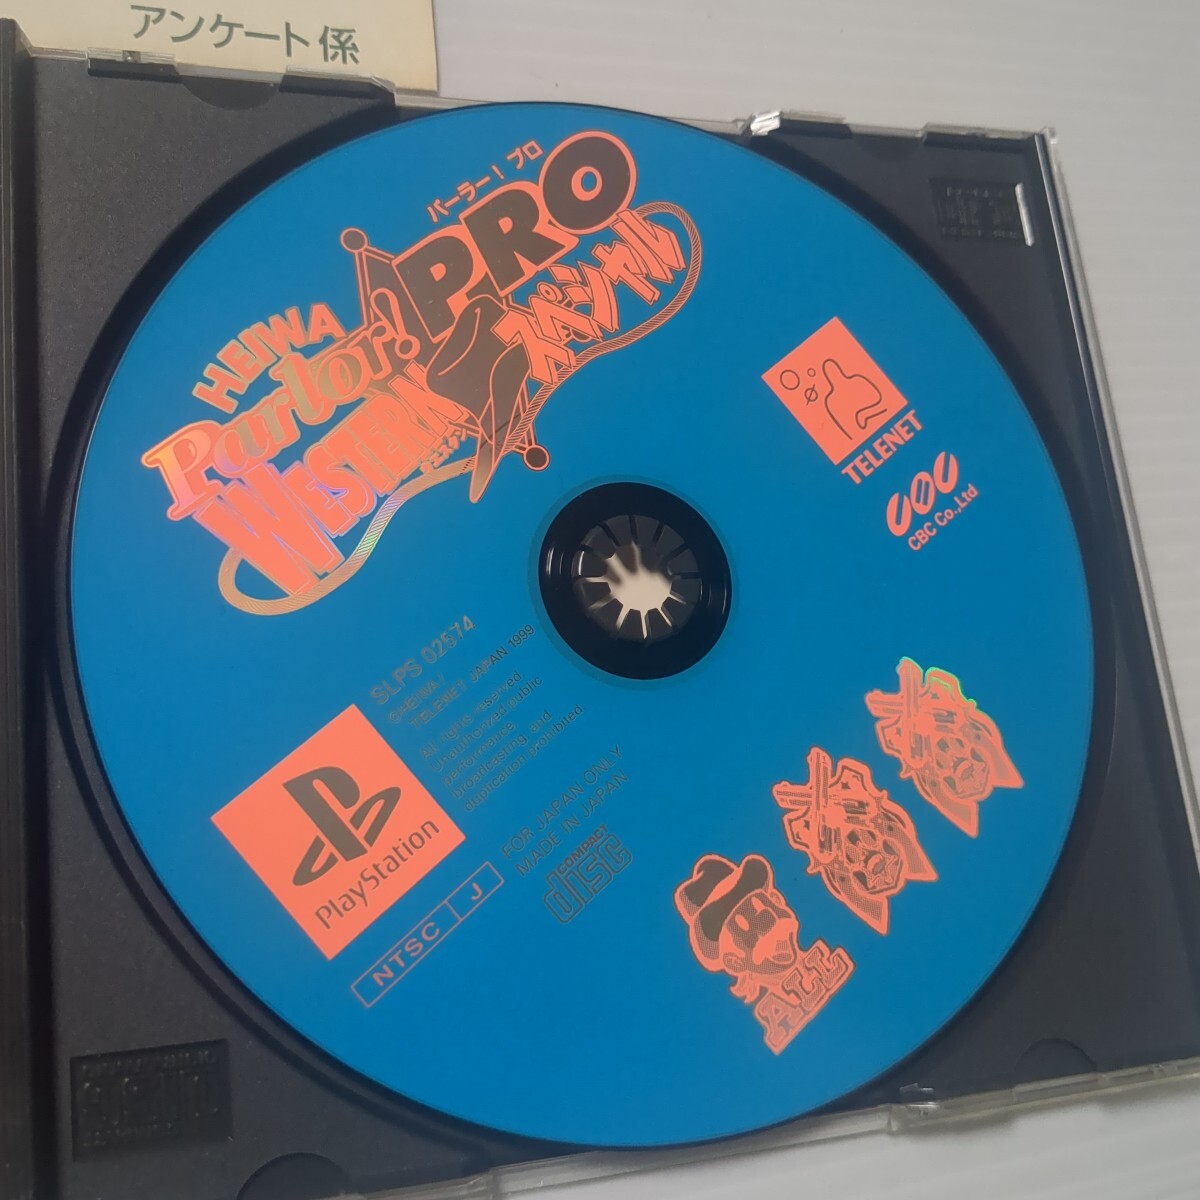 アンケート係
パーラー! プロ
HEIWA
Parlor! PRO
WESTERN スペシャル
ウエスタン
TELENET
CBC Co.,Ltd
SLPS 02574
©HEIWA /
TELENET JAPAN 1999
All rights reserved.
Unauthorized public
performance,
broadcasting, and
duplication prohibited
PlayStation
NTSC J
FOR JAPAN ONLY
MADE IN JAPAN
COMPACT
disc
ALL